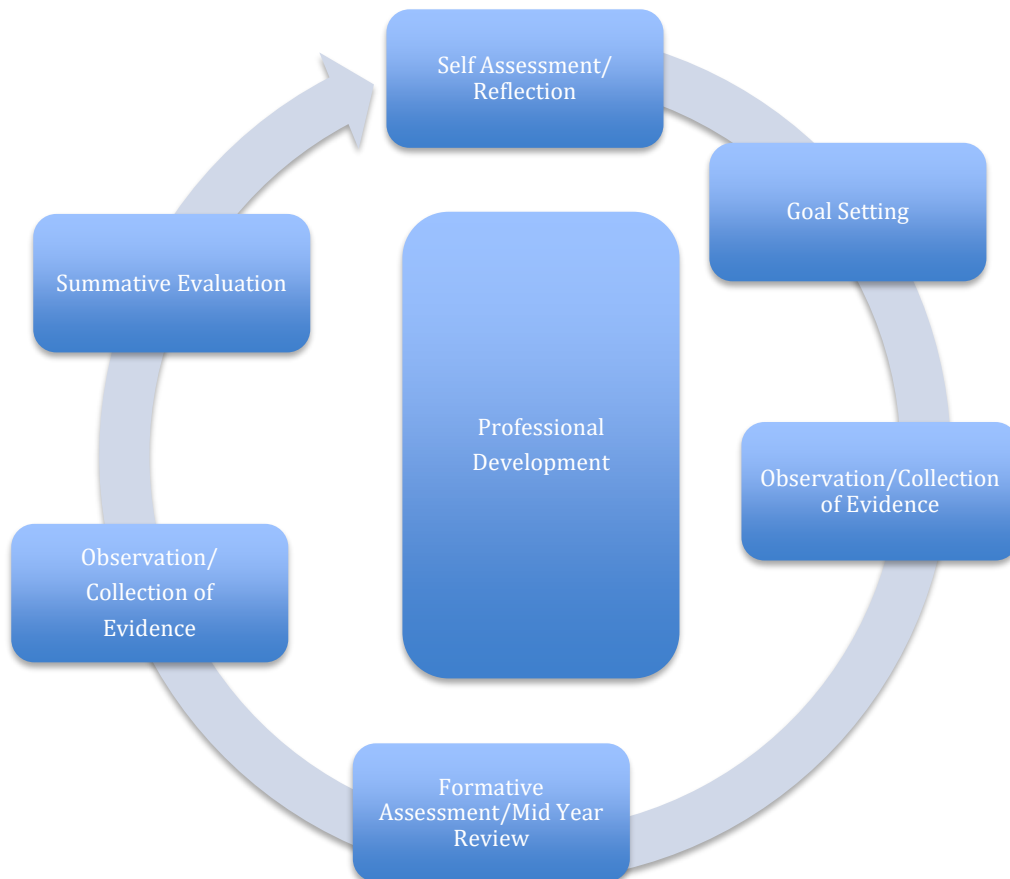 Self Assessment/
Reflection
Goal Setting
Observation/Collection
of Evidence
Formative
Assessment/Mid Year
Review
Observation/
Collection of
Evidence
Summative Evaluation
Professional
Development